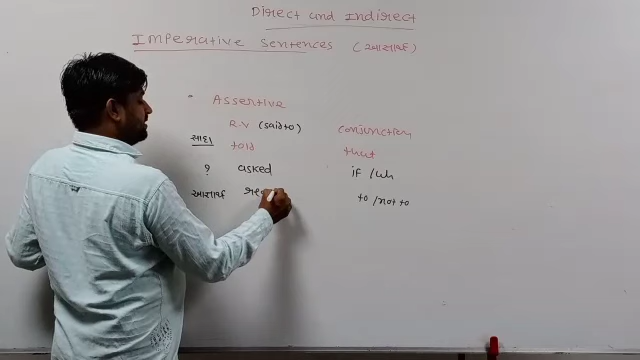 Direct and Indirect
Imperative Sentences (આજ્ઞાર્થ)
Assertive
R.V (said to) Conjunction
સાદા told that
? asked if / wh
આજ્ઞાર્થ to / not to